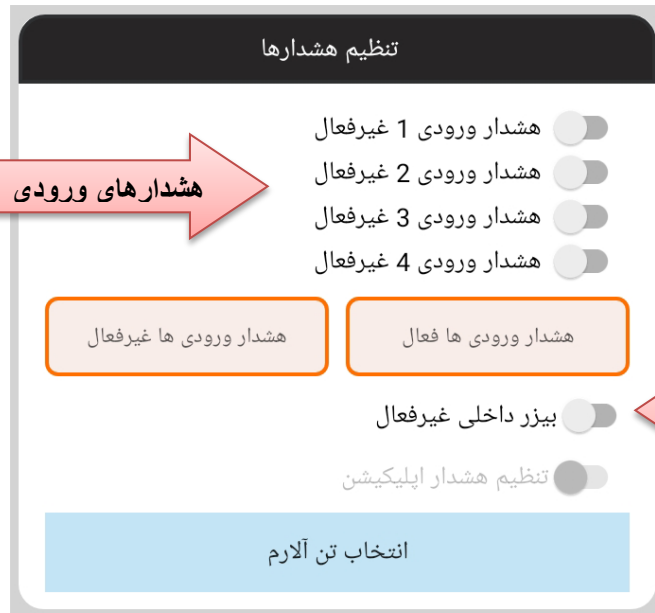 تنظیم هشدارها
هشدار ورودی 1 غیرفعال
هشدار ورودی 2 غیرفعال
هشدار ورودی 3 غیرفعال
هشدار ورودی 4 غیرفعال
هشدارهای ورودی
هشدار ورودی ها فعال
هشدار ورودی ها غیرفعال
بیزر داخلی غیرفعال
تنظیم هشدار اپلیکیشن
انتخاب تن آلارم